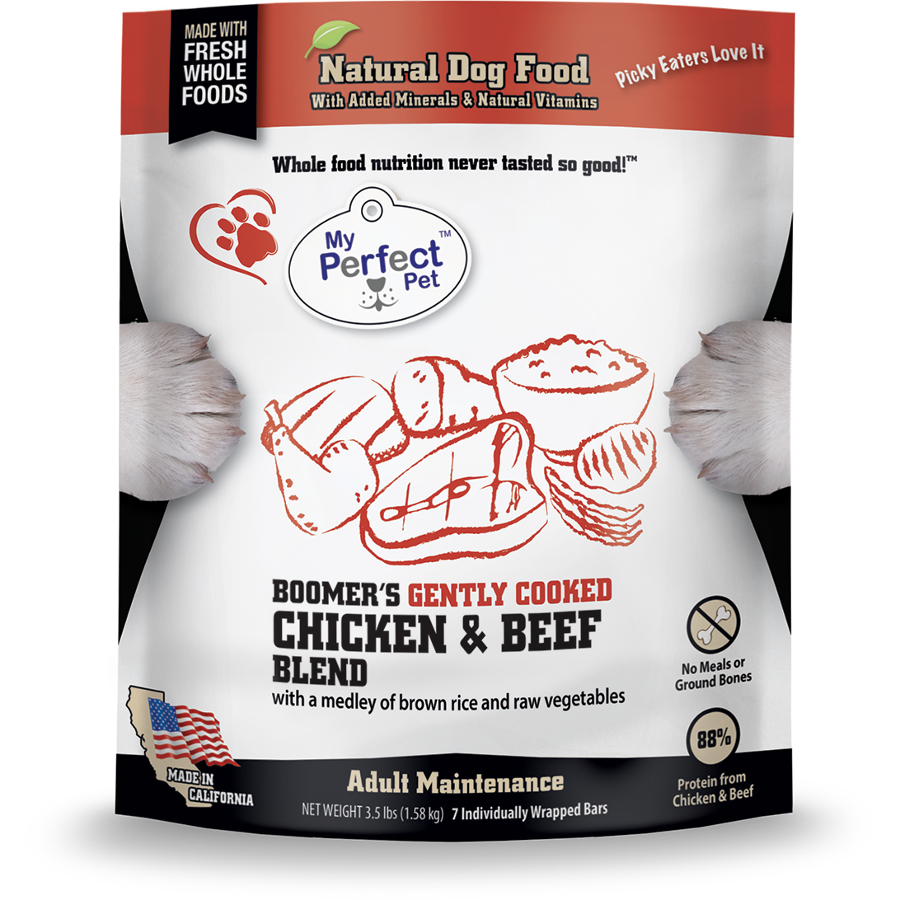 MADE WITH
FRESH
WHOLE
FOODS
Natural Dog Food
With Added Minerals & Natural Vitamins
Picky Eaters Love It
Whole food nutrition never tasted so good!™
My
Perfect™
Pet
BOOMER'S GENTLY COOKED
CHICKEN & BEEF
BLEND
with a medley of brown rice and raw vegetables
No Meals or
Ground Bones
88%
Protein from
Chicken & Beef
MADE IN
CALIFORNIA
Adult Maintenance
NET WEIGHT 3.5 lbs (1.58 kg) 7 Individually Wrapped Bars